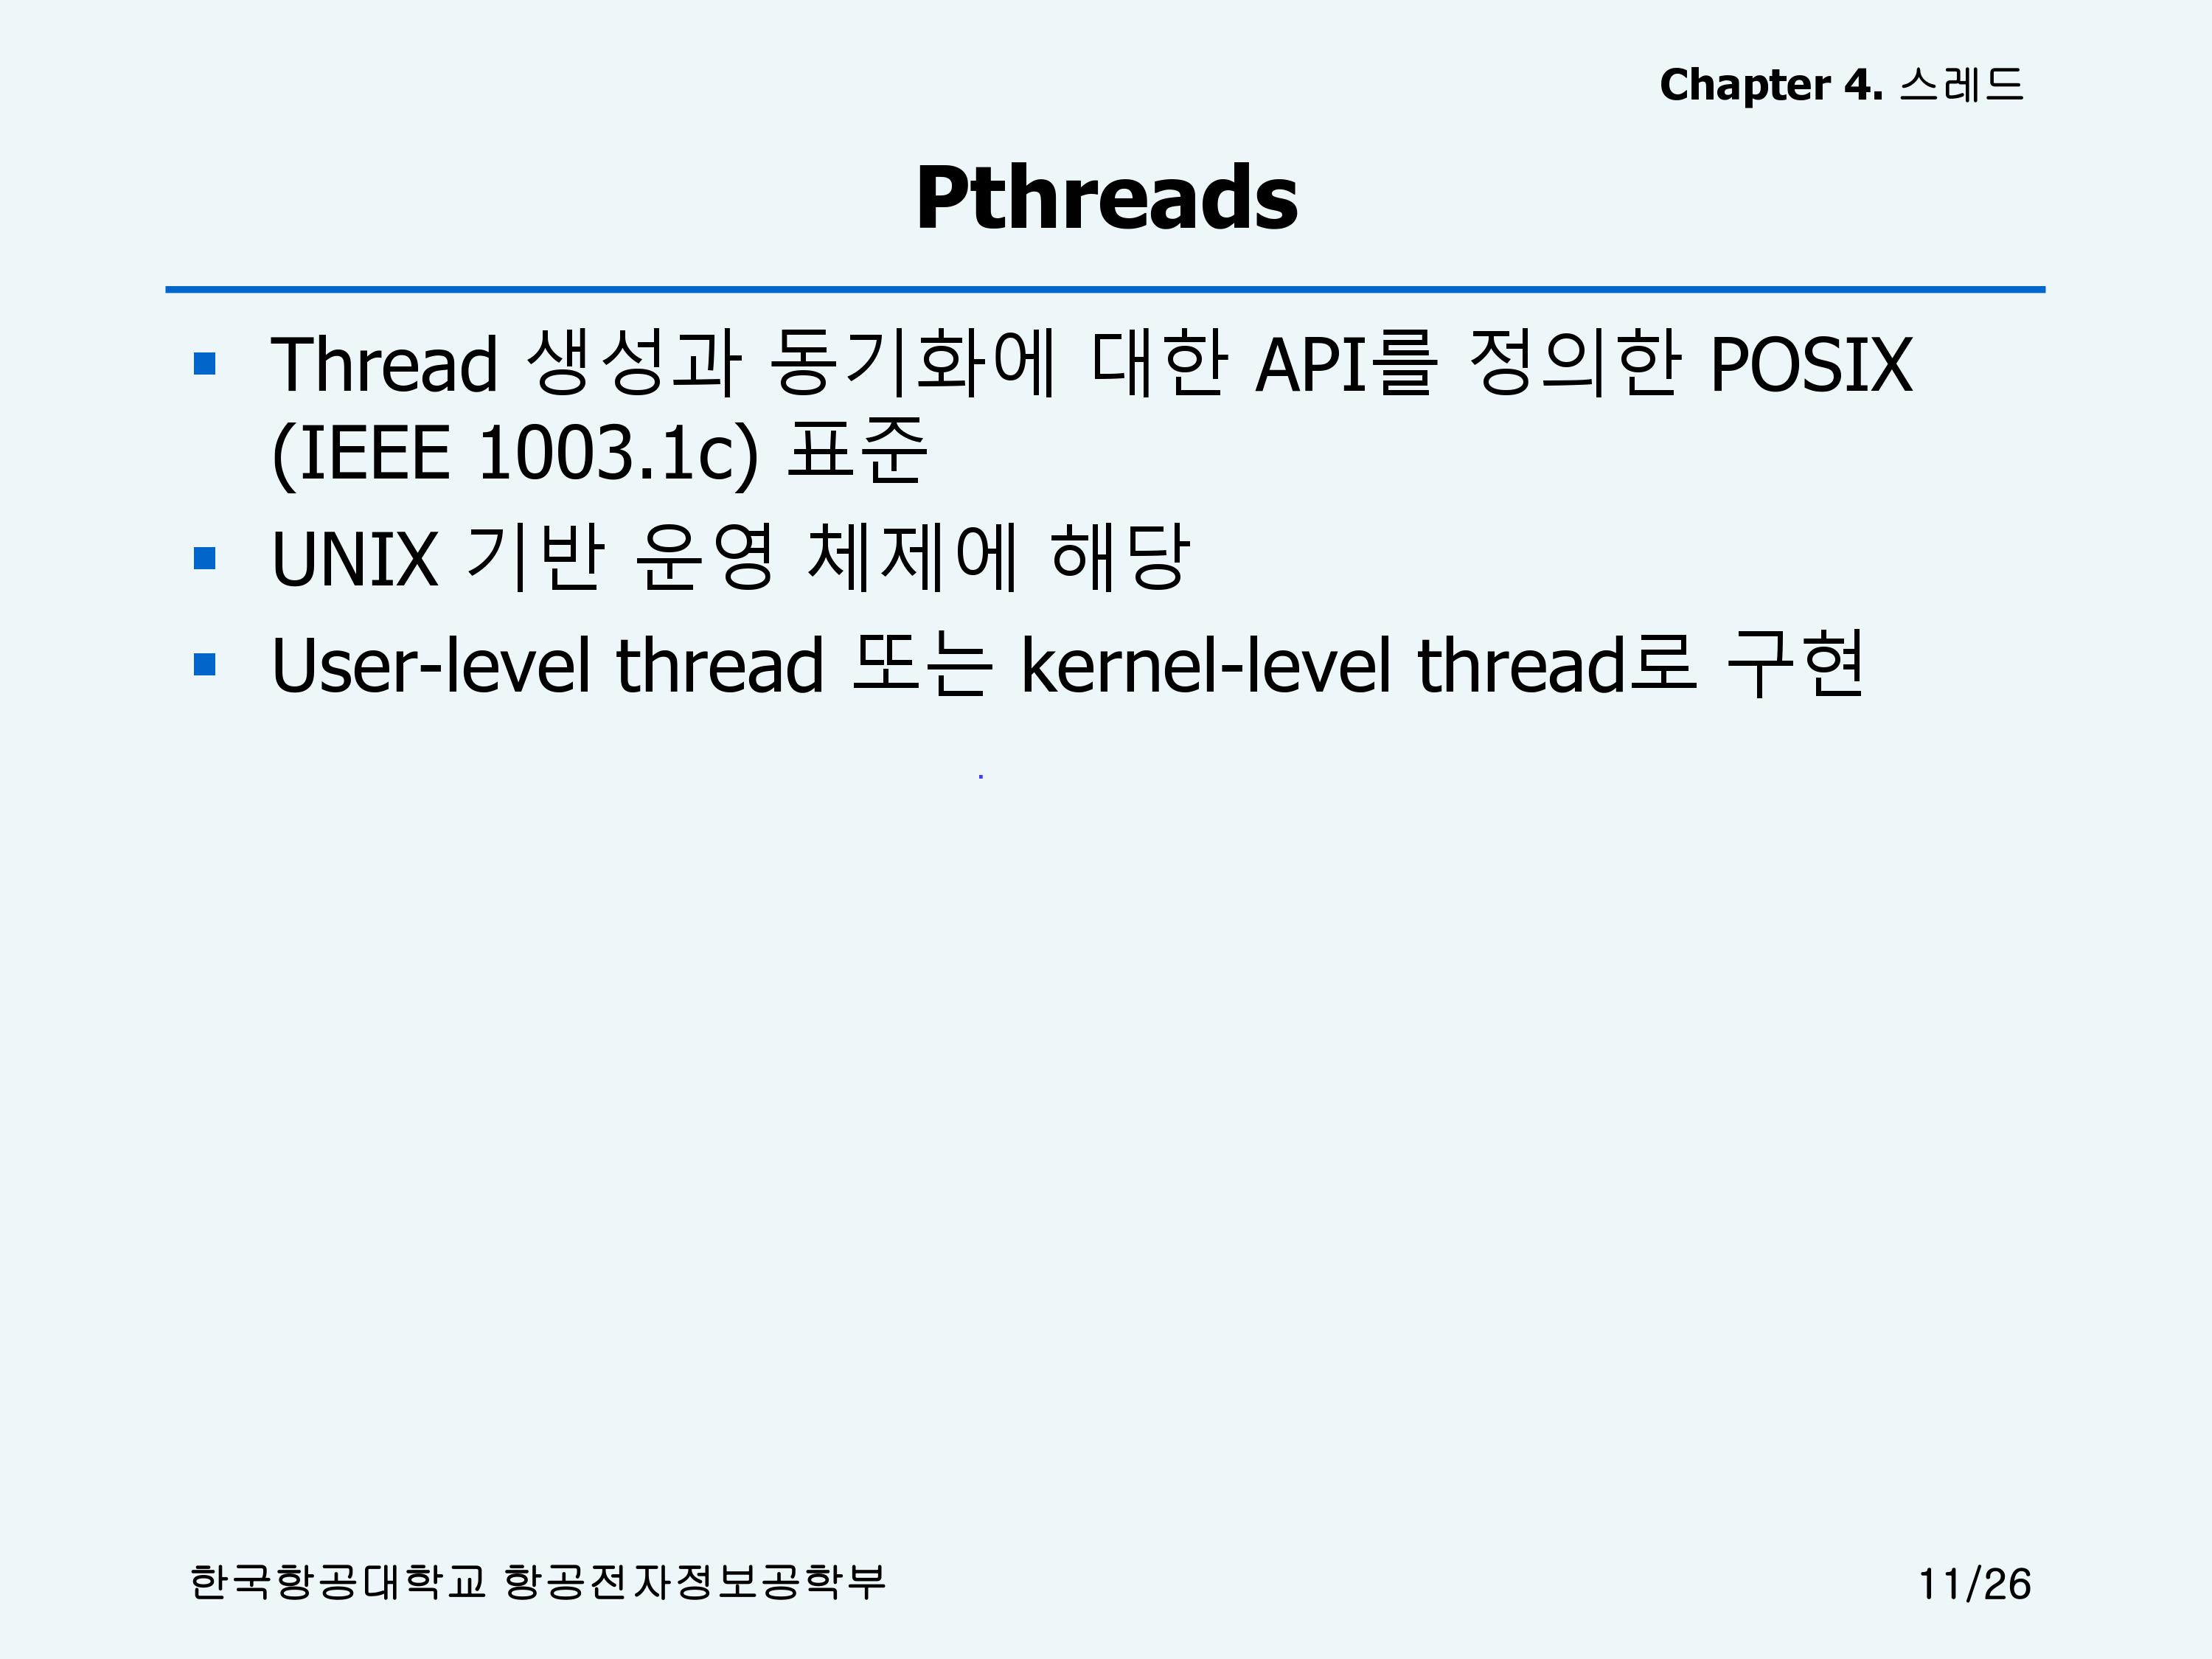 Chapter 4. 스레드
Pthreads
▪ Thread 생성과 동기화에 대한 API를 정의한 POSIX
(IEEE 1003.1c) 표준
▪ UNIX 기반 운영 체제에 해당
▪ User-level thread 또는 kernel-level thread로 구현
한국항공대학교 항공전자정보공학부
11/26